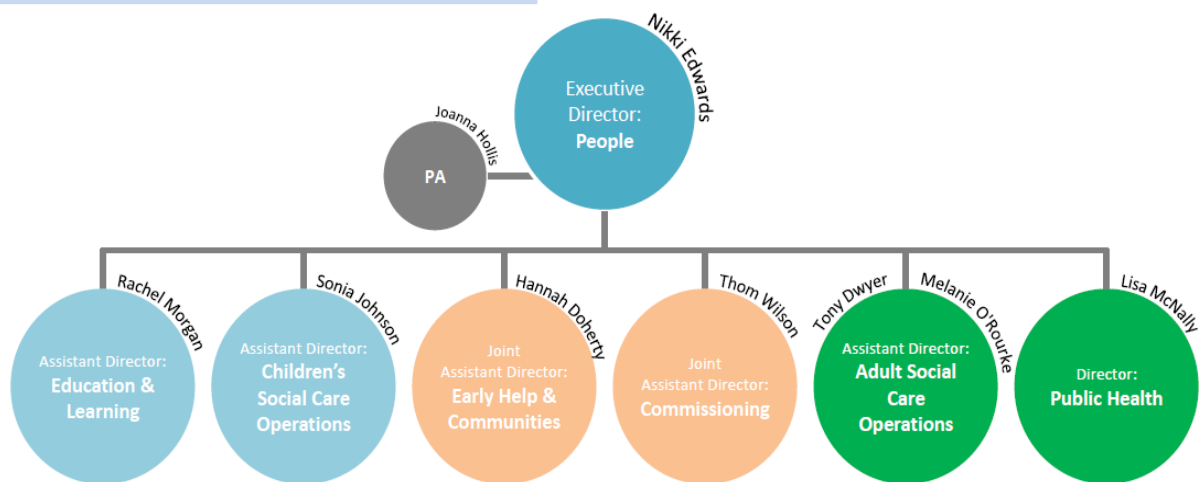 Nikki Edwards
Executive
Director:
People
Joanna Hollis
PA
Rachel Morgan
Assistant Director:
Education &
Learning
Sonia Johnson
Assistant Director:
Children’s
Social Care
Operations
Hannah Doherty
Joint
Assistant Director:
Early Help &
Communities
Thom Wilson
Joint
Assistant Director:
Commissioning
Tony Dwyer
Melanie O'Rourke
Assistant Director:
Adult Social
Care
Operations
Lisa McNally
Director:
Public Health